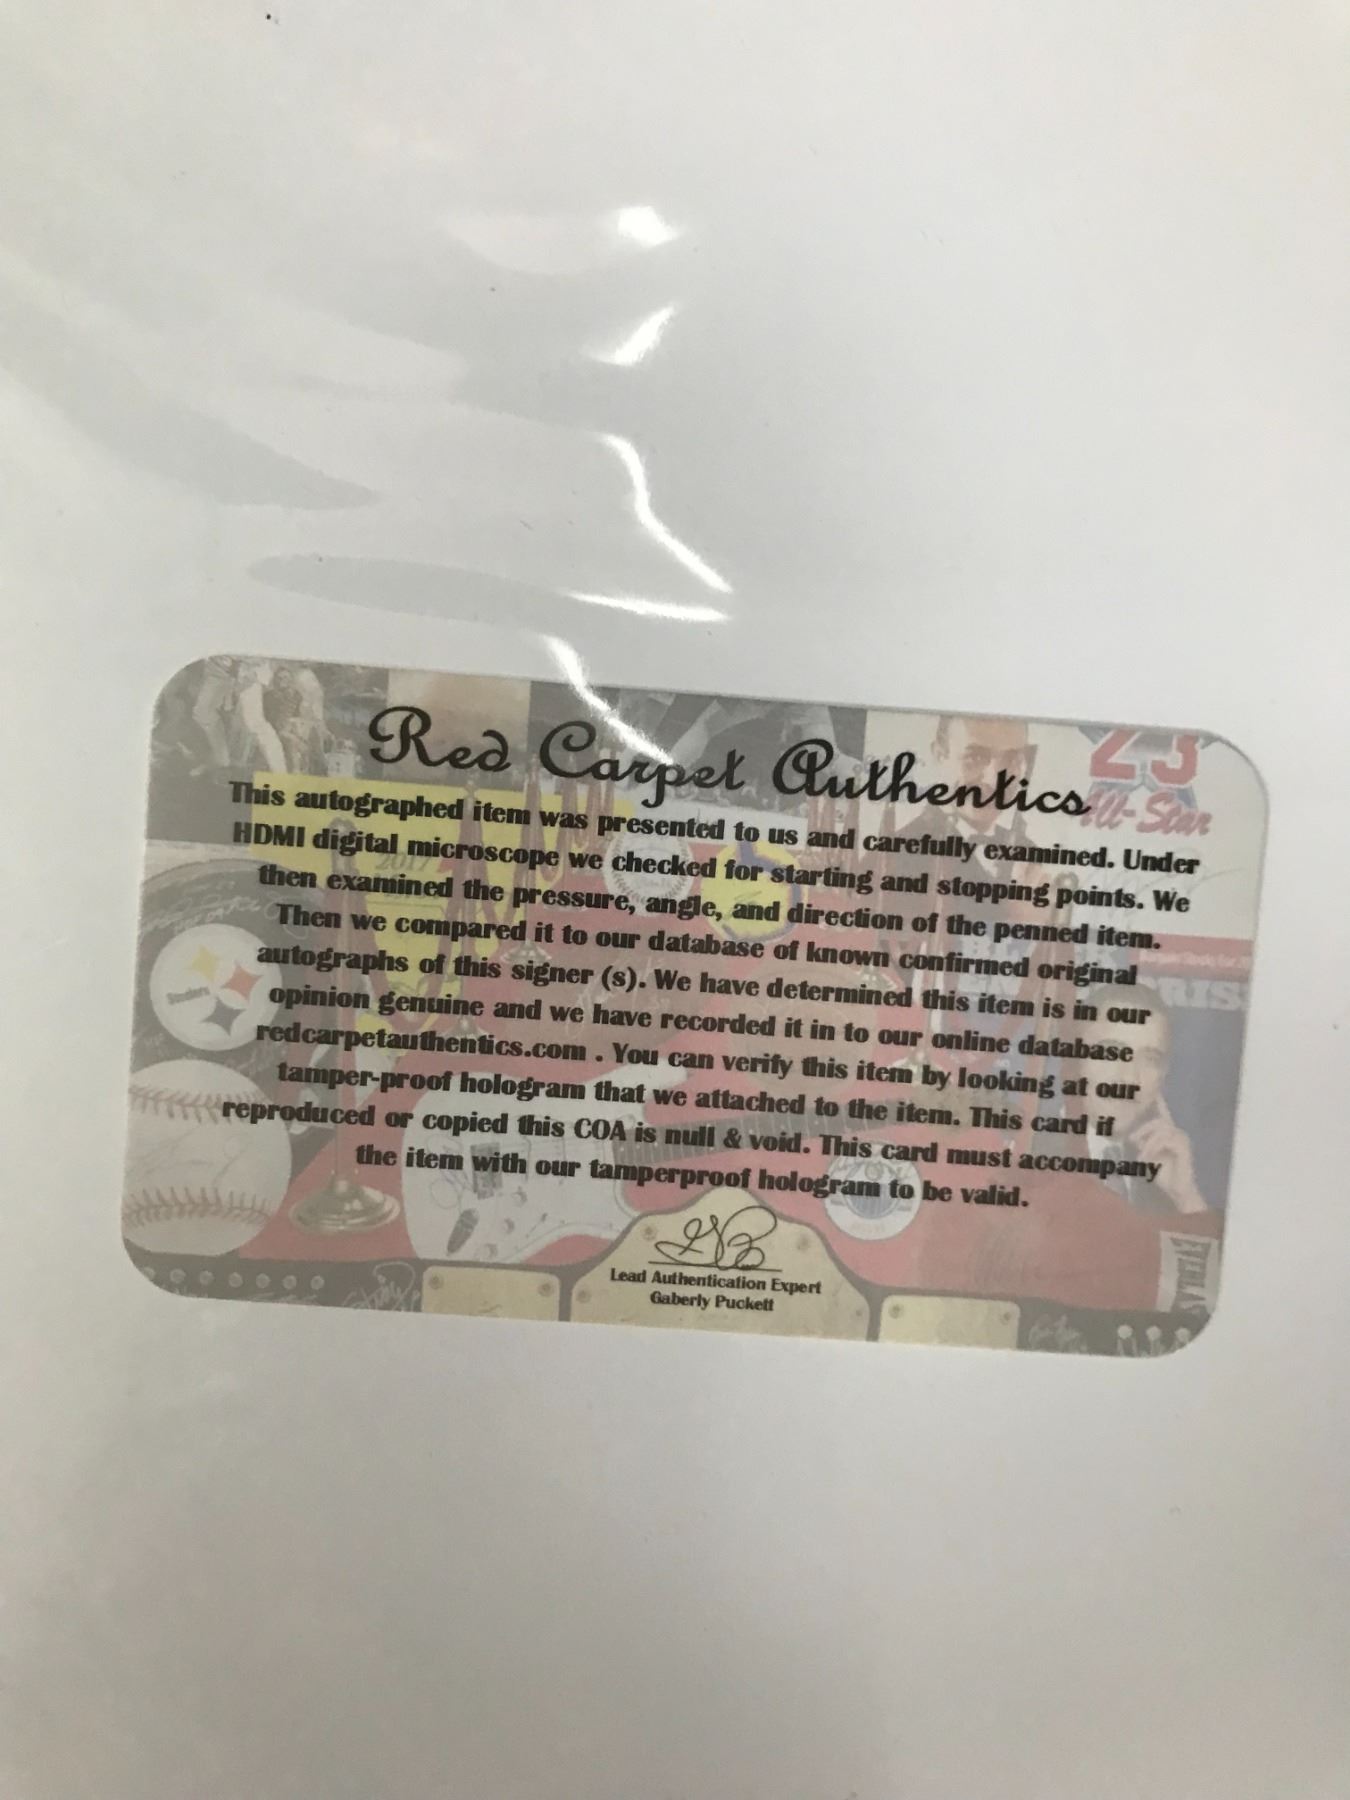 Red Carpet Authentics
This autographed item was presented to us and carefully examined. Under
HDMI digital microscope we checked for starting and stopping points. We
then examined the pressure, angle, and direction of the penned item.
Then we compared it to our database of known confirmed original
autographs of this signer (s). We have determined this item is in our
opinion genuine and we have recorded it in to our online database
redcarpetauthentics.com . You can verify this item by looking at our
tamper-proof hologram that we attached to the item. This card if
reproduced or copied this COA is null & void. This card must accompany
the item with our tamperproof hologram to be valid.
Lead Authentication Expert
Gaberly Puckett
23
All-Star
2017
Steelers